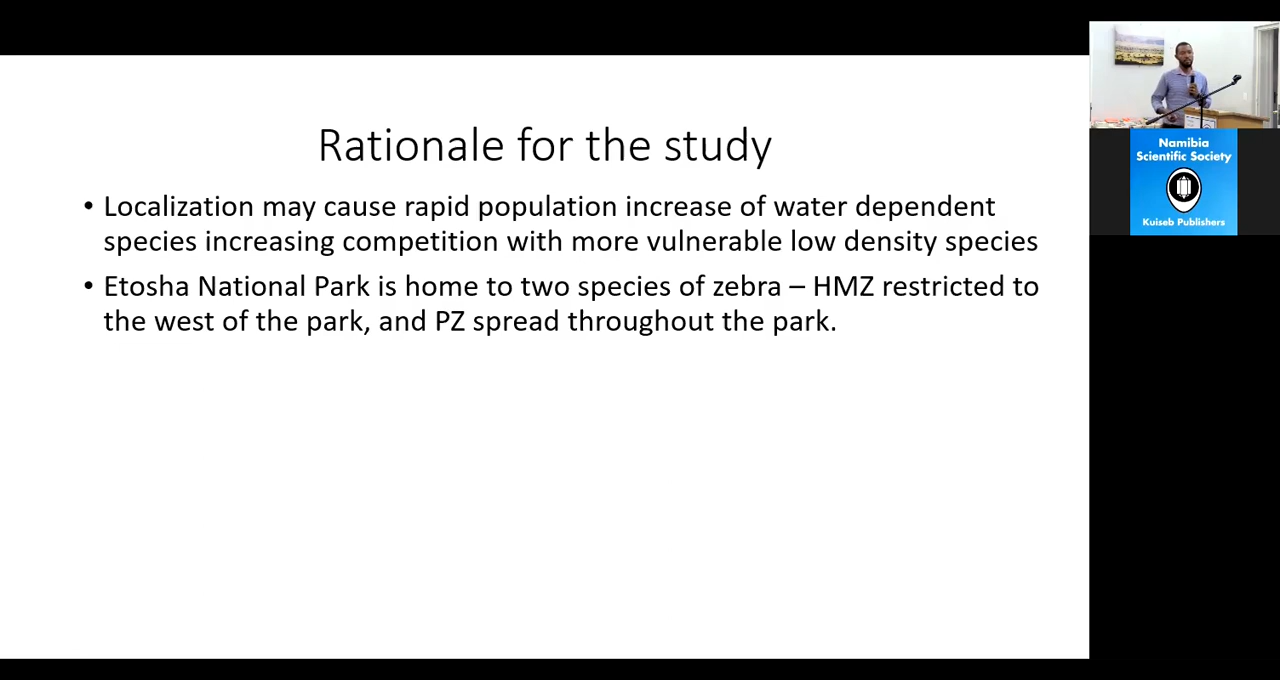 Rationale for the study
• Localization may cause rapid population increase of water dependent
species increasing competition with more vulnerable low density species
• Etosha National Park is home to two species of zebra – HMZ restricted to
the west of the park, and PZ spread throughout the park.
Namibia
Scientific Society
Kuiseb Publishers